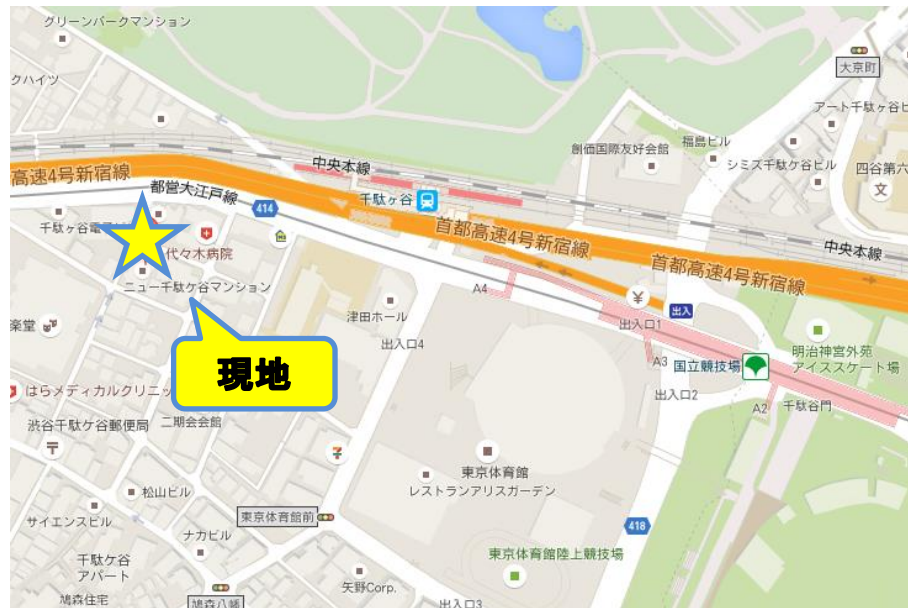 グリーンパークマンション
クハイツ
大京町
アート千駄ヶ谷ビ
福島ビル
創価国際友好会館
シミズ千駄ケ谷ビル
四谷第六
文
中央本線
高速4号新宿線
都営大江戸線
414
千駄ヶ谷
首都高速4号新宿線
首都高速4号新宿線
中央本線
千駄ヶ谷電
代々木病院
ニュー千駄ケ谷マンション
A4
¥
出入
出入口1
津田ホール
出入口4
楽堂
現地
A3
国立競技場
明治神宮外苑
アイススケート場
はらメディカルクリニッ
出入口2
A2
千駄谷門
渋谷千駄ケ谷郵便局
二期会会館
〒
7
東京体育館
レストランアリスガーデン
松山ビル
サイエンスビル
東京体育館前
418
ナカビル
千駄ケ谷
アパート
東京体育館陸上競技場
矢野Corp.
鳩森住宅
鳩森八幡
出入口3